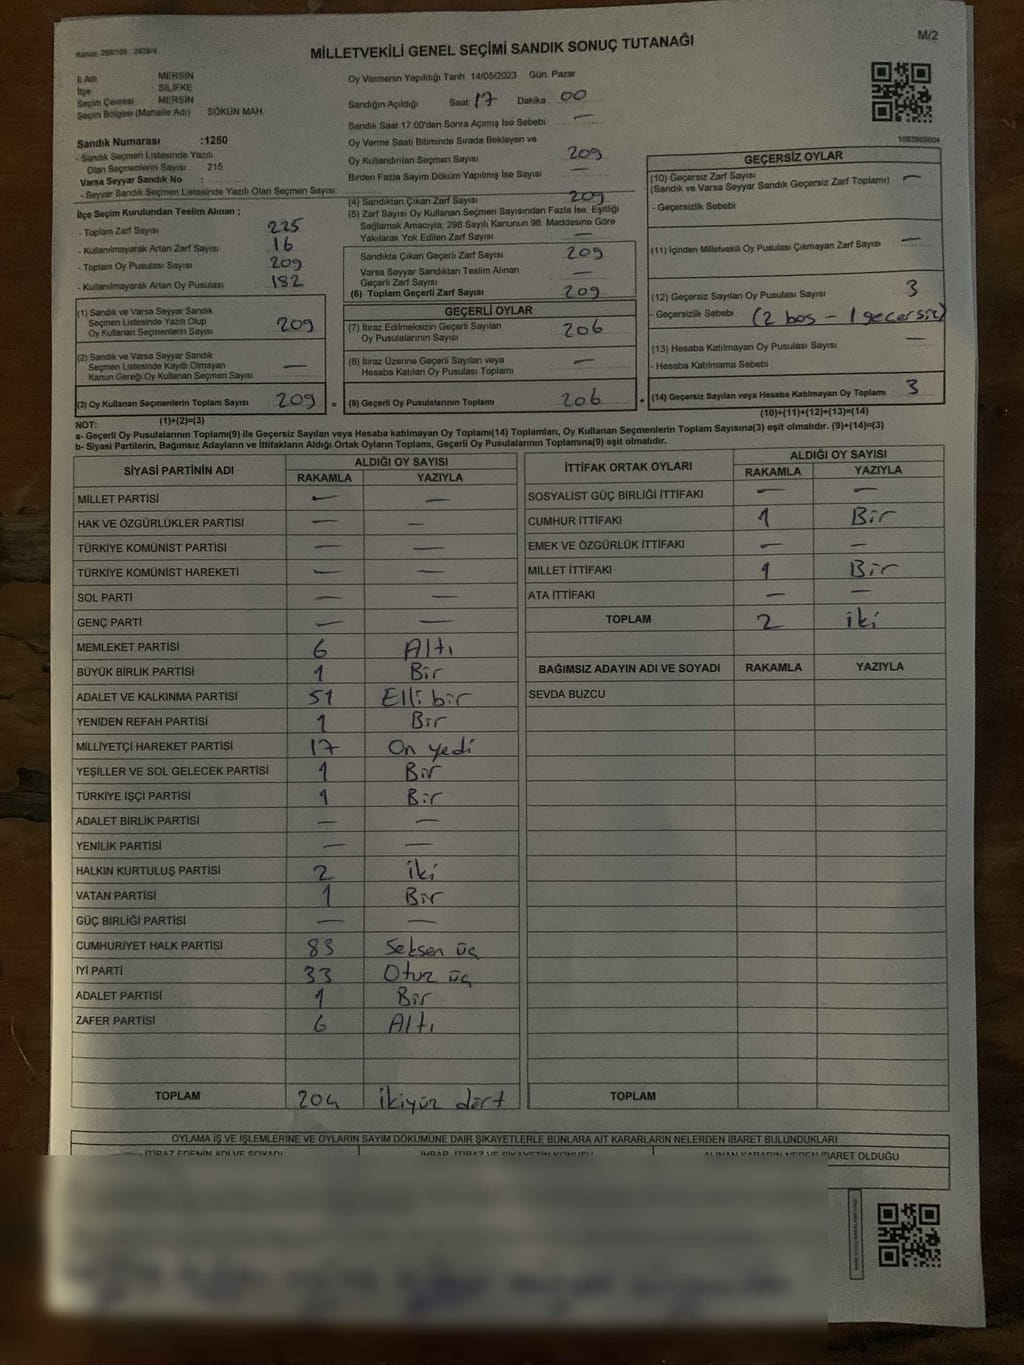 Kanun: 298/105 : 2839/4
M/2
MİLLETVEKİLİ GENEL SEÇİMİ SANDIK SONUÇ TUTANAĞI
İl Adı MERSİN
İlçe SİLİFKE
Seçim Çevresi MERSİN
Seçim Bölgesi (Mahalle Adı) SÖKÜN MAH.
Sandık Numarası :1250
- Sandık Seçmen Listesinde Yazılı
Olan Seçmenlerin Sayısı : 215
Varsa Seyyar Sandık No :
- Seyyar Sandık Seçmen Listesinde Yazılı Olan Seçmen Sayısı:
İlçe Seçim Kurulundan Teslim Alınan ;
- Toplam Zarf Sayısı 225
- Kullanılmayarak Artan Zarf Sayısı 16
- Toplam Oy Pusulası Sayısı 209
- Kullanılmayarak Artan Oy Pusulası 182
(1) Sandık ve Varsa Seyyar Sandık
Seçmen Listesinde Yazılı Olup
Oy Kullanan Seçmenlerin Sayısı 209
(2) Sandık ve Varsa Seyyar Sandık
Seçmen Listesinde Kayıtlı Olmayan
Kanun Gereği Oy Kullanan Seçmen Sayısı —
(3) Oy Kullanan Seçmenlerin Toplam Sayısı 209 =
(1)+(2)=(3)
Oy Vermenin Yapıldığı Tarih 14/05/2023 Gün. Pazar
Sandığın Açıldığı Saat 17 Dakika 00
Sandık Saat 17:00'den Sonra Açılmış İse Sebebi —
Oy Verme Saati Bitiminde Sırada Bekleyen ve
Oy Kullandırılan Seçmen Sayısı 209
Birden Fazla Sayım Döküm Yapılmış İse Sayısı —
(4) Sandıktan Çıkan Zarf Sayısı 209
(5) Zarf Sayısı Oy Kullanan Seçmen Sayısından Fazla İse, Eşitliği
Sağlamak Amacıyla; 298 Sayılı Kanunun 98. Maddesine Göre
Yakılarak Yok Edilen Zarf Sayısı —
Sandıkta Çıkan Geçerli Zarf Sayısı 209
Varsa Seyyar Sandıktan Teslim Alınan
Geçerli Zarf Sayısı —
(6) Toplam Geçerli Zarf Sayısı 209
GEÇERLİ OYLAR
(7) İtiraz Edilmeksizin Geçerli Sayılan
Oy Pusulalarının Sayısı 206
(8) İtiraz Üzerine Geçerli Sayılan veya
Hesaba Katılan Oy Pusulası Toplamı —
(9) Geçerli Oy Pusulalarının Toplamı 206 +
1083865604
GEÇERSİZ OYLAR
(10) Geçersiz Zarf Sayısı —
(Sandık ve Varsa Seyyar Sandık Geçersiz Zarf Toplamı)
- Geçersizlik Sebebi
(11) İçinden Milletvekili Oy Pusulası Çıkmayan Zarf Sayısı —
(12) Geçersiz Sayılan Oy Pusulası Sayısı 3
- Geçersizlik Sebebi (2 boş - 1 geçersiz)
(13) Hesaba Katılmayan Oy Pusulası Sayısı —
- Hesaba Katılmama Sebebi
(14) Geçersiz Sayılan veya Hesaba Katılmayan Oy Toplamı 3
(10)+(11)+(12)+(13)=(14)
NOT:
a- Geçerli Oy Pusulalarının Toplamı(9) ile Geçersiz Sayılan veya Hesaba katılmayan Oy Toplamı(14) Toplamları, Oy Kullanan Seçmenlerin Toplam Sayısına(3) eşit olmalıdır. (9)+(14)=(3)
b- Siyasi Partilerin, Bağımsız Adayların ve İttifakların Aldığı Ortak Oyların Toplamı, Geçerli Oy Pusulalarının Toplamına(9) eşit olmalıdır.
SİYASİ PARTİNİN ADI ALDIĞI OY SAYISI
RAKAMLA YAZIYLA
MİLLET PARTİSİ — —
HAK VE ÖZGÜRLÜKLER PARTİSİ — —
TÜRKİYE KOMÜNİST PARTİSİ — —
TÜRKİYE KOMÜNİST HAREKETİ — —
SOL PARTİ — —
GENÇ PARTİ — —
MEMLEKET PARTİSİ 6 Altı
BÜYÜK BİRLİK PARTİSİ 1 Bir
ADALET VE KALKINMA PARTİSİ 51 Elli bir
YENİDEN REFAH PARTİSİ 1 Bir
MİLLİYETÇİ HAREKET PARTİSİ 17 On yedi
YEŞİLLER VE SOL GELECEK PARTİSİ 1 Bir
TÜRKİYE İŞÇİ PARTİSİ 1 Bir
ADALET BİRLİK PARTİSİ — —
YENİLİK PARTİSİ — —
HALKIN KURTULUŞ PARTİSİ 2 iki
VATAN PARTİSİ 1 Bir
GÜÇ BİRLİĞİ PARTİSİ — —
CUMHURİYET HALK PARTİSİ 83 Seksen üç
İYİ PARTİ 33 Otuz üç
ADALET PARTİSİ 1 Bir
ZAFER PARTİSİ 6 Altı
TOPLAM 204 ikiyüz dört
İTTİFAK ORTAK OYLARI ALDIĞI OY SAYISI
RAKAMLA YAZIYLA
SOSYALİST GÜÇ BİRLİĞİ İTTİFAKI — —
CUMHUR İTTİFAKI 1 Bir
EMEK VE ÖZGÜRLÜK İTTİFAKI — —
MİLLET İTTİFAKI 1 Bir
ATA İTTİFAKI — —
TOPLAM 2 iki
BAĞIMSIZ ADAYIN ADI VE SOYADI RAKAMLA YAZIYLA
SEVDA BUZCU
TOPLAM
OYLAMA İŞ VE İŞLEMLERİNE VE OYLARIN SAYIM DÖKÜMÜNE DAİR ŞİKAYETLERLE BUNLARA AİT KARARLARIN NELERDEN İBARET BULUNDUKLARI
İTİRAZ EDENİN ADI VE SOYADI İHBAR, İTİRAZ VE ŞİKAYETİN KONUSU ALINAN KARARIN NEDEN İBARET OLDUĞU